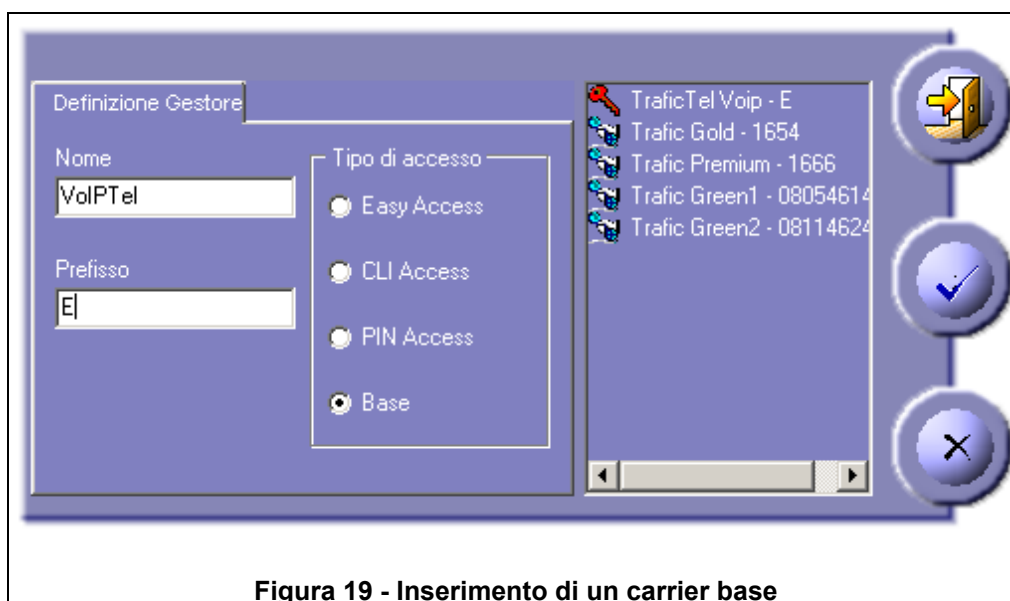 Definizione Gestore
Nome
VoIPTel
Prefisso
E
Tipo di accesso
Easy Access
CLI Access
PIN Access
Base
TraficTel Voip - E
Trafic Gold - 1654
Trafic Premium - 1666
Trafic Green1 - 08054614
Trafic Green2 - 08114624
Figura 19 - Inserimento di un carrier base